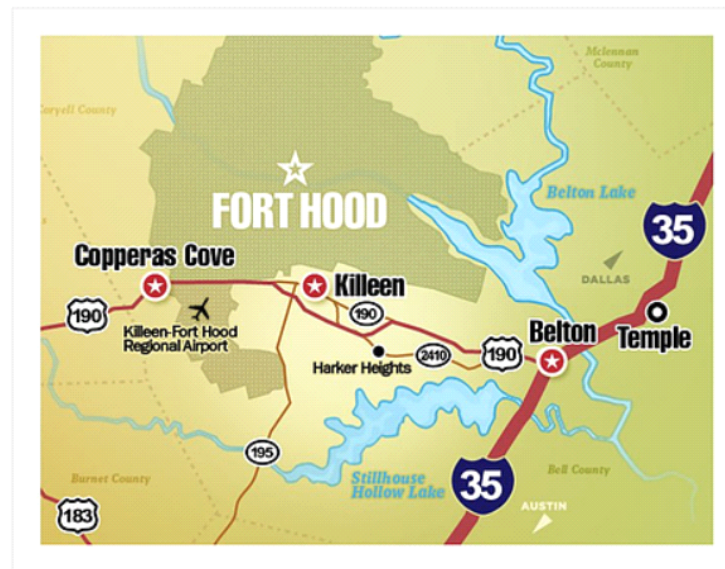 Mclennan
County
Coryell County
FORT HOOD
Belton Lake
35
Copperas Cove
DALLAS
Killeen
190
190
Killeen-Fort Hood
Regional Airport
Belton
Temple
Harker Heights
2410
190
195
Stillhouse
Hollow Lake
35
Bell County
Burnet County
AUSTIN
183